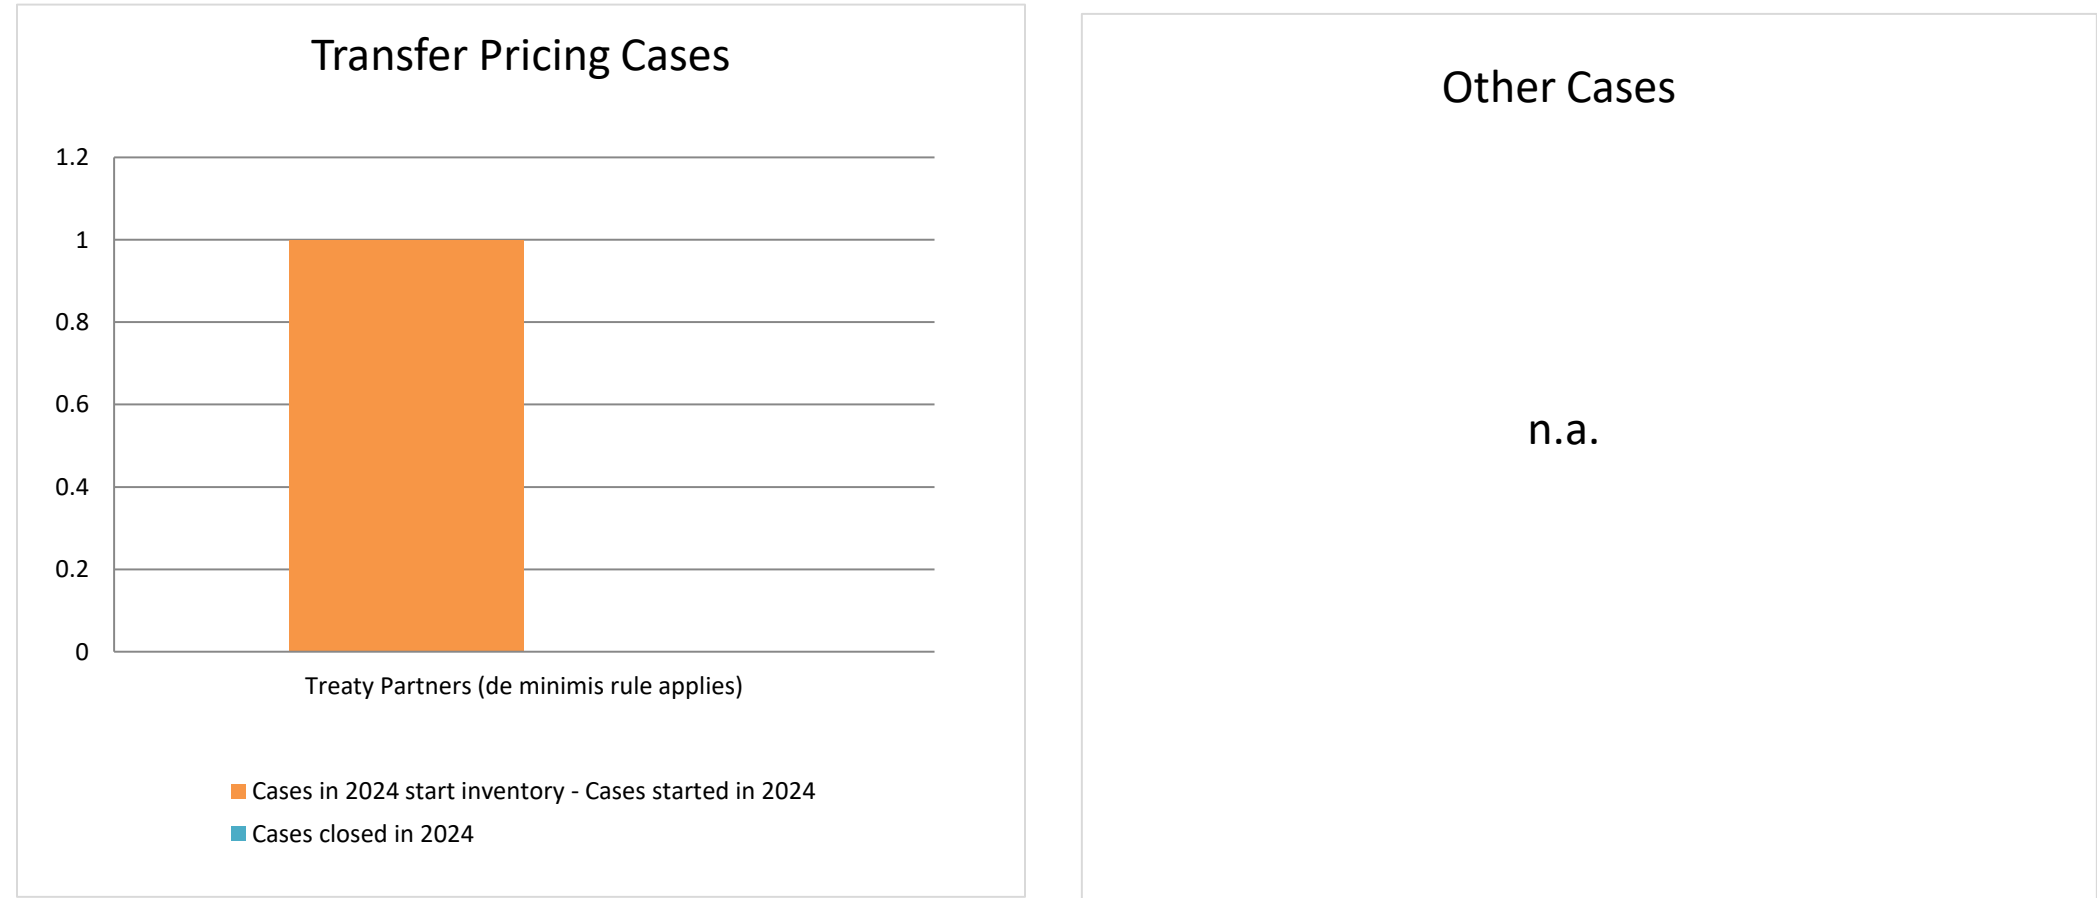 Transfer Pricing Cases
1.2
1
0.8
0.6
0.4
0.2
0
Treaty Partners (de minimis rule applies)
Cases in 2024 start inventory - Cases started in 2024
Cases closed in 2024
Other Cases
n.a.